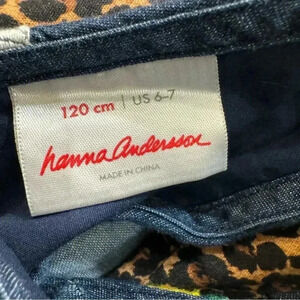 120 cm | US 6-7
hanna andersson
MADE IN CHINA